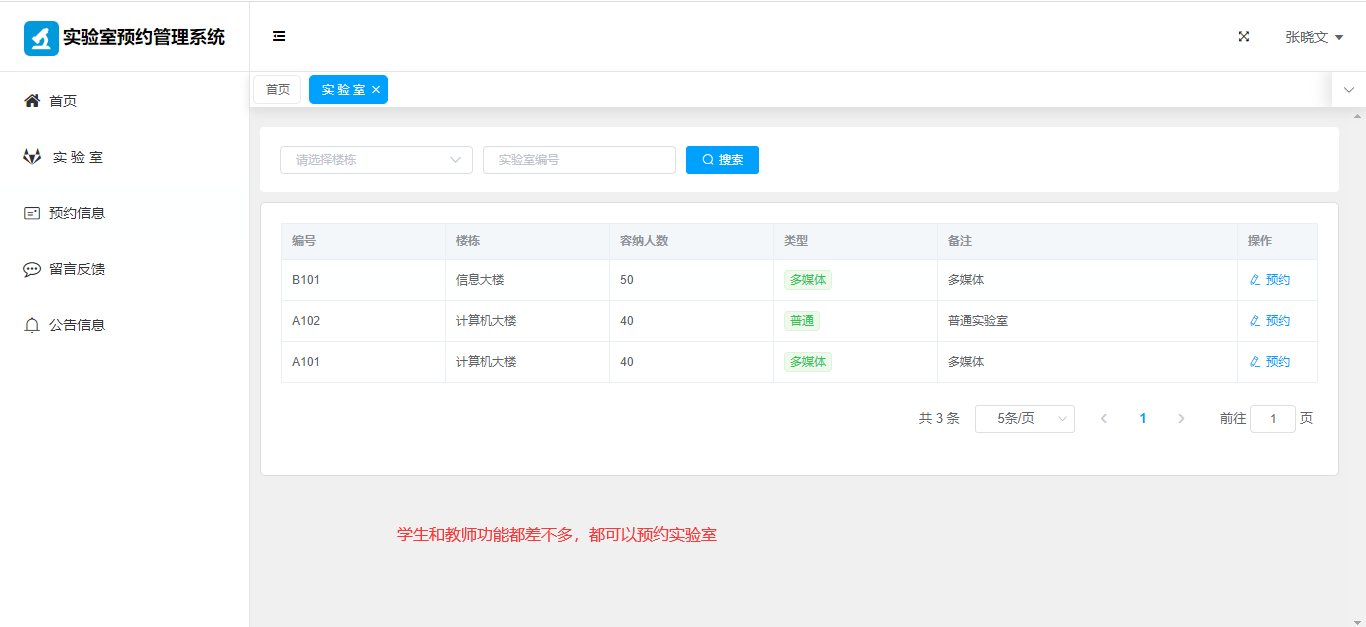 实验室预约管理系统
张晓文
首页
实 验 室
预约信息
留言反馈
公告信息
首页 实 验 室
请选择楼栋 实验室编号 搜索
编号 楼栋 容纳人数 类型 备注 操作
B101 信息大楼 50 多媒体 多媒体 预约
A102 计算机大楼 40 普通 普通实验室 预约
A101 计算机大楼 40 多媒体 多媒体 预约
共 3 条 5条/页 1 前往 1 页
学生和教师功能都差不多，都可以预约实验室